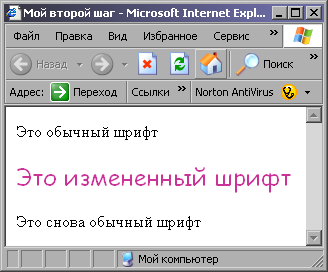 Мой второй шаг - Microsoft Internet Expl...
Файл Правка Вид Избранное Сервис »
Назад » Поиск »
Адрес: Переход Ссылки » Norton AntiVirus
Это обычный шрифт
Это измененный шрифт
Это снова обычный шрифт
Мой компьютер